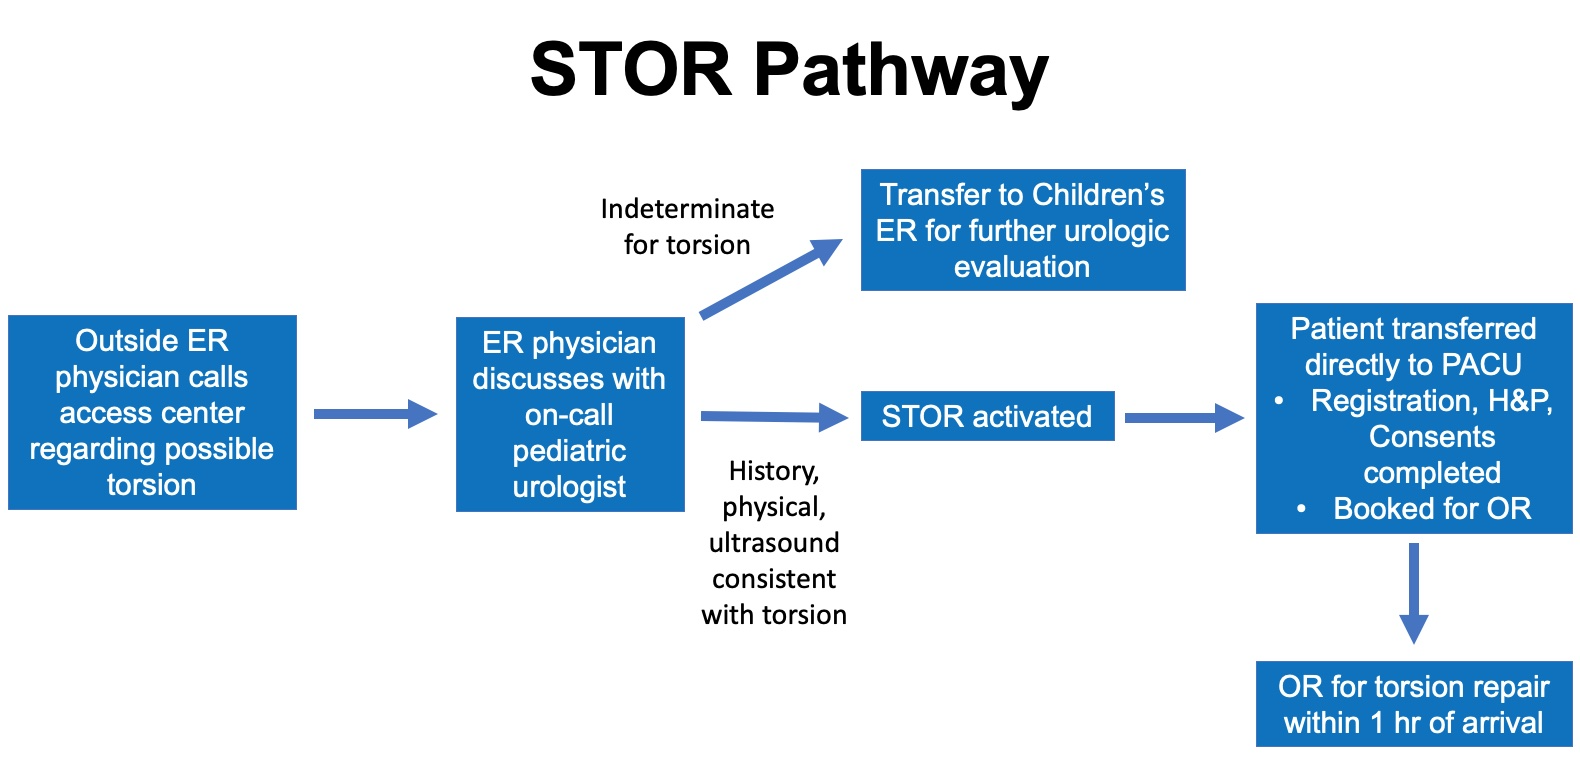 STOR Pathway
Outside ER
physician calls
access center
regarding possible
torsion
ER physician
discusses with
on-call
pediatric
urologist
Indeterminate
for torsion
Transfer to Children’s
ER for further urologic
evaluation
History,
physical,
ultrasound
consistent
with torsion
STOR activated
Patient transferred
directly to PACU
• Registration, H&P,
Consents
completed
• Booked for OR
OR for torsion repair
within 1 hr of arrival